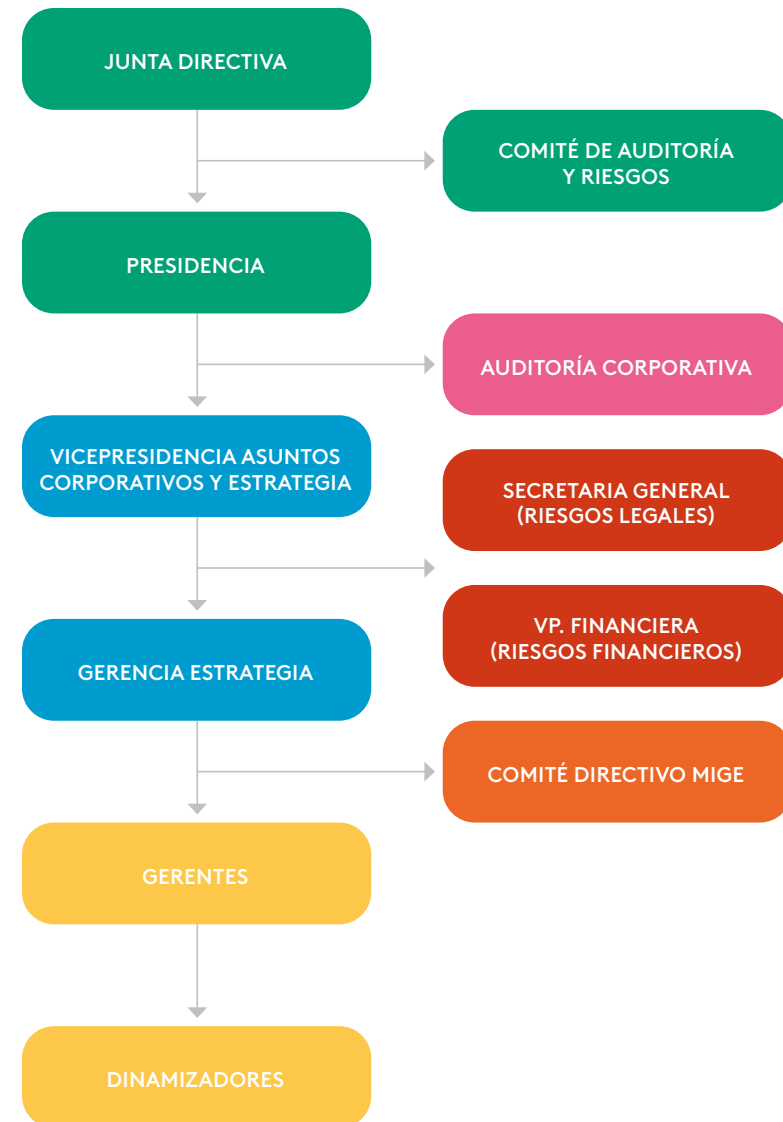 JUNTA DIRECTIVA
COMITÉ DE AUDITORÍA
Y RIESGOS
PRESIDENCIA
AUDITORÍA CORPORATIVA
VICEPRESIDENCIA ASUNTOS
CORPORATIVOS Y ESTRATEGIA
SECRETARIA GENERAL
(RIESGOS LEGALES)
VP. FINANCIERA
(RIESGOS FINANCIEROS)
GERENCIA ESTRATEGIA
COMITÉ DIRECTIVO MIGE
GERENTES
DINAMIZADORES